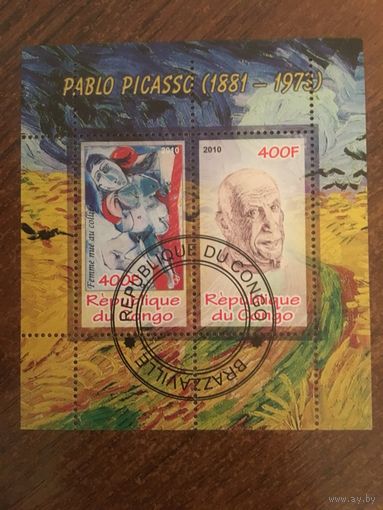 PABLO PICASSO (1881 – 1973)
2010
Femme nue au collier
400F
République
du Congo
2010
400F
République
du Congo
REPUBLIQUE DU CONGO
BRAZZAVILLE
www.ay.by